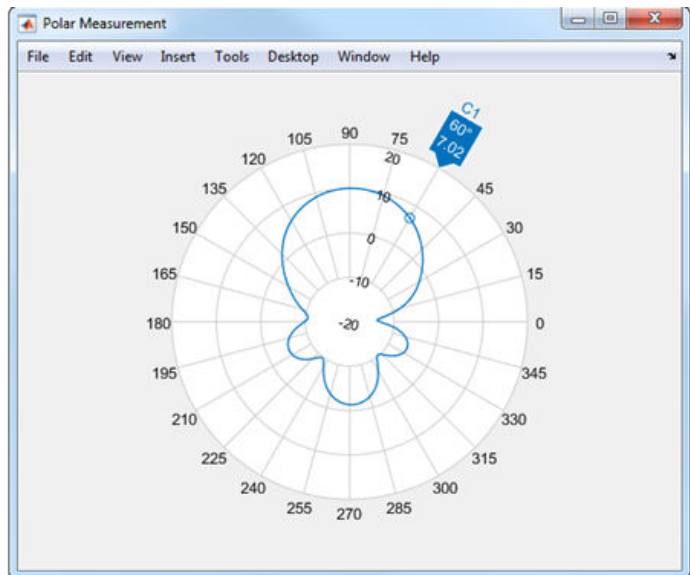 Polar Measurement
File Edit View Insert Tools Desktop Window Help
C1
60°
7.02
90
105 75
120 20
135 10 45
150 0 30
165 -10 15
180 -20 0
195 345
210 330
225 315
240 300
255 285
270